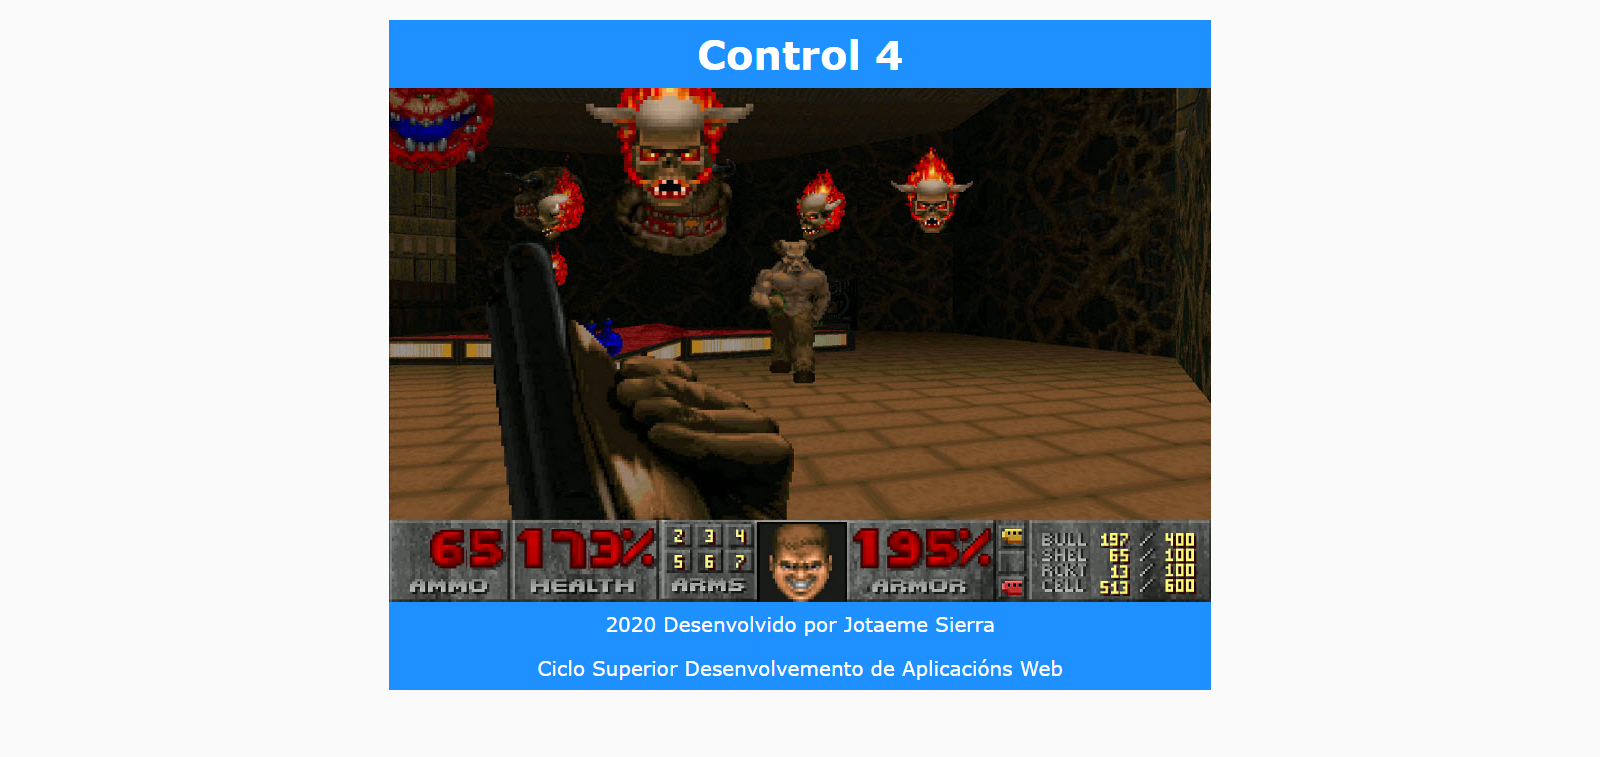 Control 4
65 173% 2 3 4 195% BULL 197 / 400
5 6 7 SHEL 65 / 100
RCKT 13 / 100
AMMO HEALTH ARMS ARMOR CELL 513 / 600
2020 Desenvolvido por Jotaeme Sierra
Ciclo Superior Desenvolvemento de Aplicacións Web